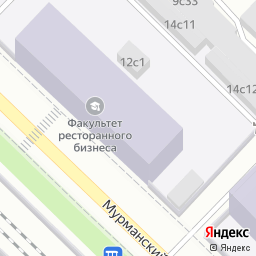 9с33
14с11
12с1
14с12
Факультет
ресторанного
бизнеса
Мурманский
Яндекс